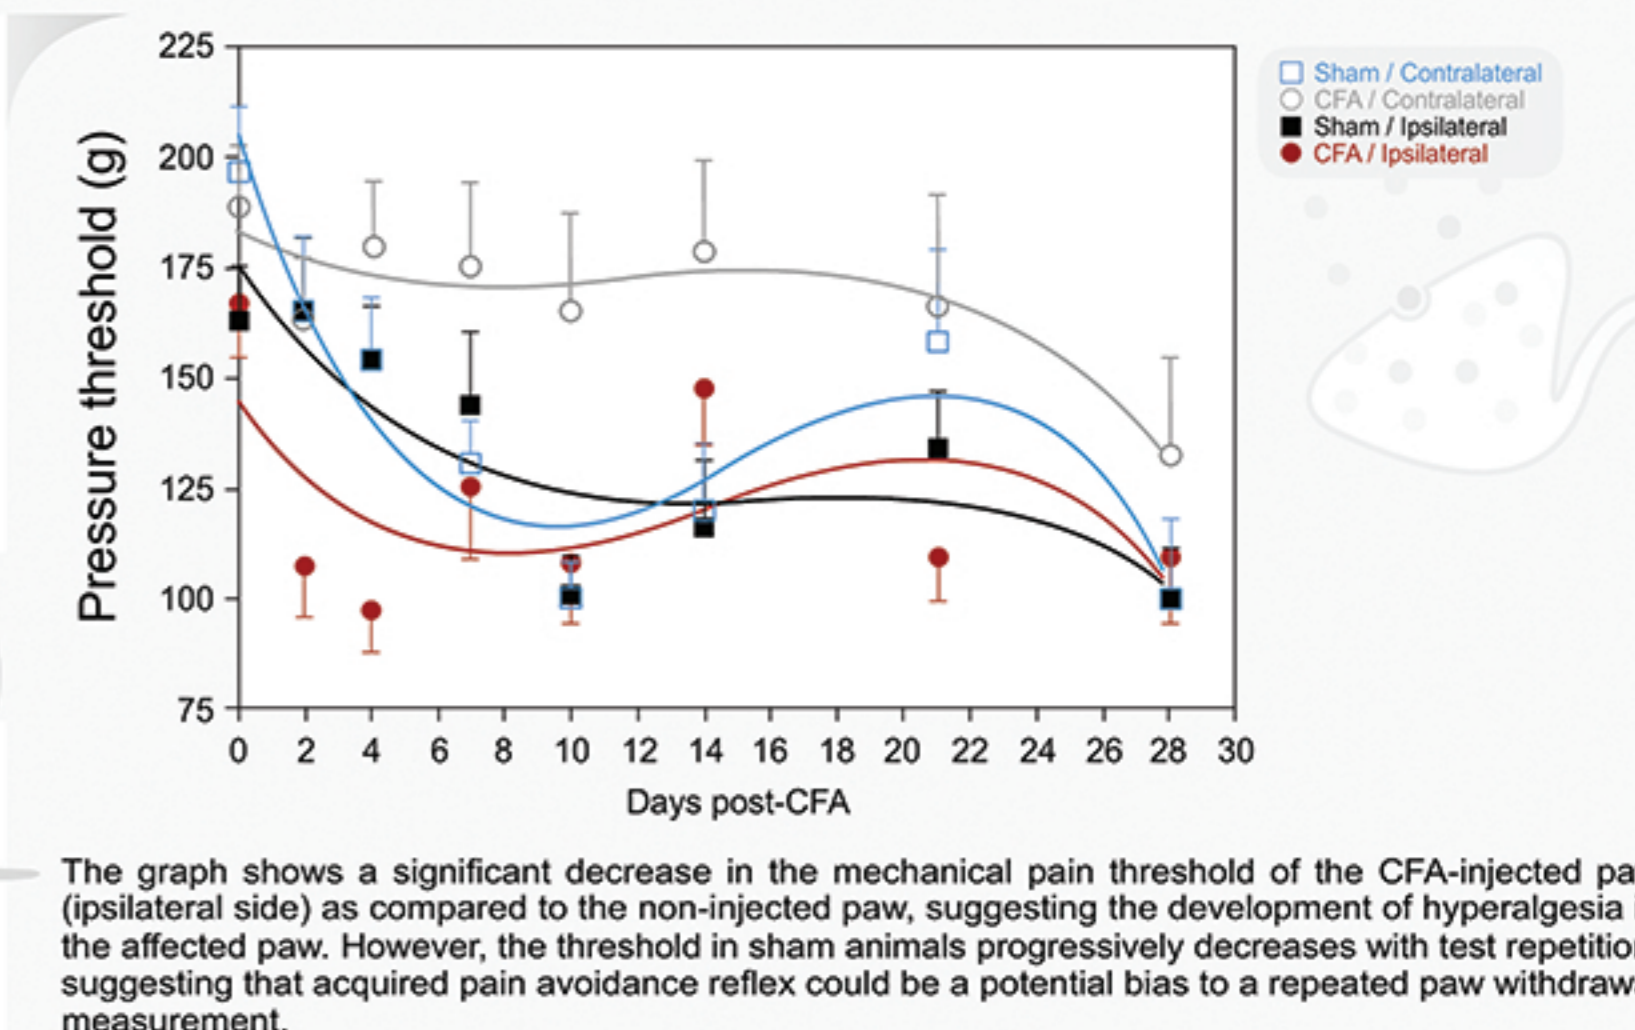 225
200
175
150
125
100
75
Pressure threshold (g)
0 2 4 6 8 10 12 14 16 18 20 22 24 26 28 30
Days post-CFA
Sham / Contralateral
CFA / Contralateral
Sham / Ipsilateral
CFA / Ipsilateral
The graph shows a significant decrease in the mechanical pain threshold of the CFA-injected pa
(ipsilateral side) as compared to the non-injected paw, suggesting the development of hyperalgesia
the affected paw. However, the threshold in sham animals progressively decreases with test repetition
suggesting that acquired pain avoidance reflex could be a potential bias to a repeated paw withdraw
measurement.